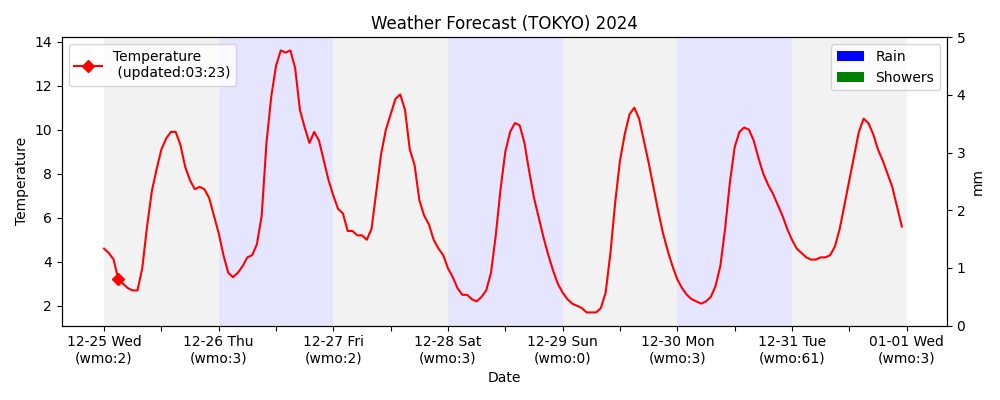 Weather Forecast (TOKYO) 2024
Temperature
(updated:03:23)
Rain
Showers
14
12
10
8
6
4
2
Temperature
5
4
3
2
1
0
mm
12-25 Wed
(wmo:2)
12-26 Thu
(wmo:3)
12-27 Fri
(wmo:2)
12-28 Sat
(wmo:3)
12-29 Sun
(wmo:0)
12-30 Mon
(wmo:3)
12-31 Tue
(wmo:61)
01-01 Wed
(wmo:3)
Date